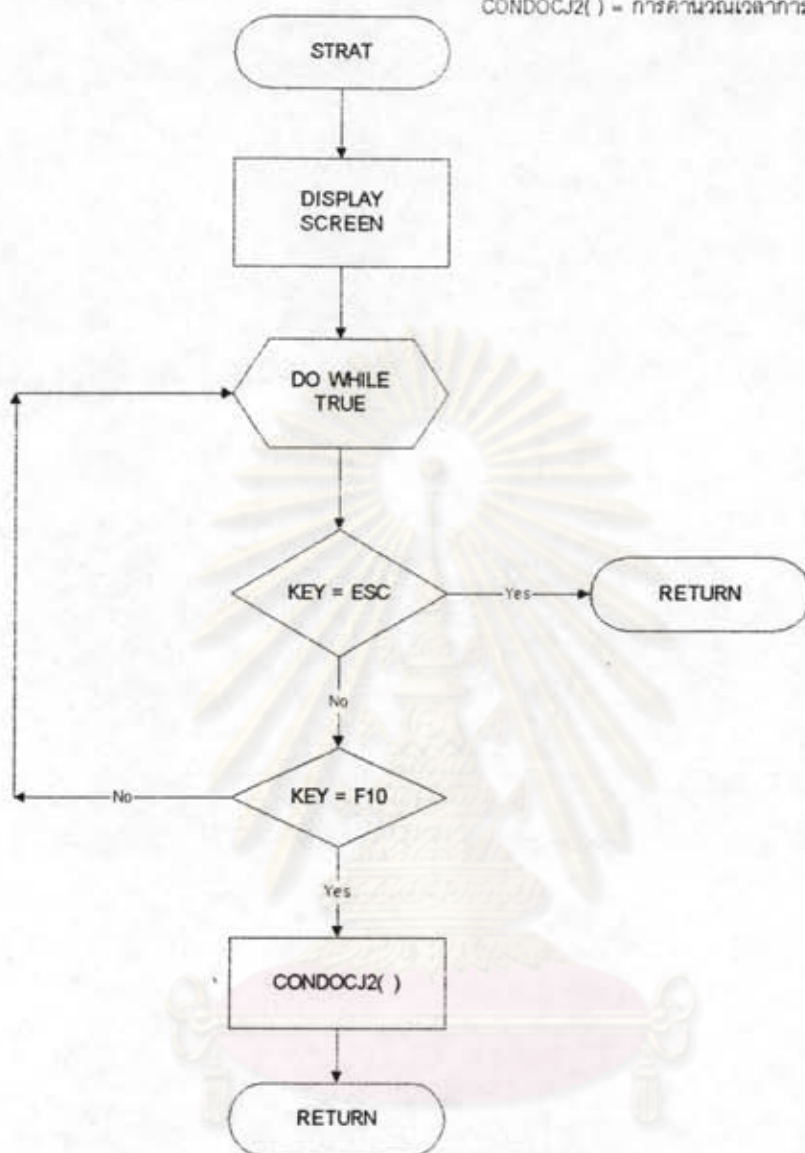 CONDOCJ2( ) = การคำนวณเวลาการ
STRAT
DISPLAY
SCREEN
DO WHILE
TRUE
KEY = ESC
Yes
RETURN
No
KEY = F10
No
Yes
CONDOCJ2( )
RETURN